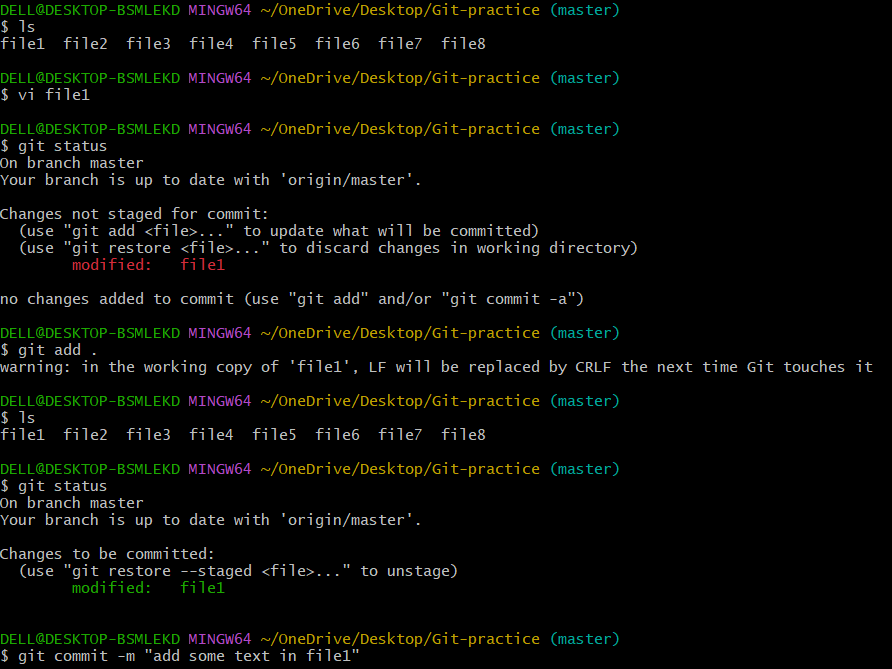 DELL@DESKTOP-BSMLEKD MINGW64 ~/OneDrive/Desktop/Git-practice (master)
$ ls
file1  file2  file3  file4  file5  file6  file7  file8

DELL@DESKTOP-BSMLEKD MINGW64 ~/OneDrive/Desktop/Git-practice (master)
$ vi file1

DELL@DESKTOP-BSMLEKD MINGW64 ~/OneDrive/Desktop/Git-practice (master)
$ git status
On branch master
Your branch is up to date with 'origin/master'.

Changes not staged for commit:
  (use "git add <file>..." to update what will be committed)
  (use "git restore <file>..." to discard changes in working directory)
        modified:   file1

no changes added to commit (use "git add" and/or "git commit -a")

DELL@DESKTOP-BSMLEKD MINGW64 ~/OneDrive/Desktop/Git-practice (master)
$ git add .
warning: in the working copy of 'file1', LF will be replaced by CRLF the next time Git touches it

DELL@DESKTOP-BSMLEKD MINGW64 ~/OneDrive/Desktop/Git-practice (master)
$ ls
file1  file2  file3  file4  file5  file6  file7  file8

DELL@DESKTOP-BSMLEKD MINGW64 ~/OneDrive/Desktop/Git-practice (master)
$ git status
On branch master
Your branch is up to date with 'origin/master'.

Changes to be committed:
  (use "git restore --staged <file>..." to unstage)
        modified:   file1


DELL@DESKTOP-BSMLEKD MINGW64 ~/OneDrive/Desktop/Git-practice (master)
$ git commit -m "add some text in file1"